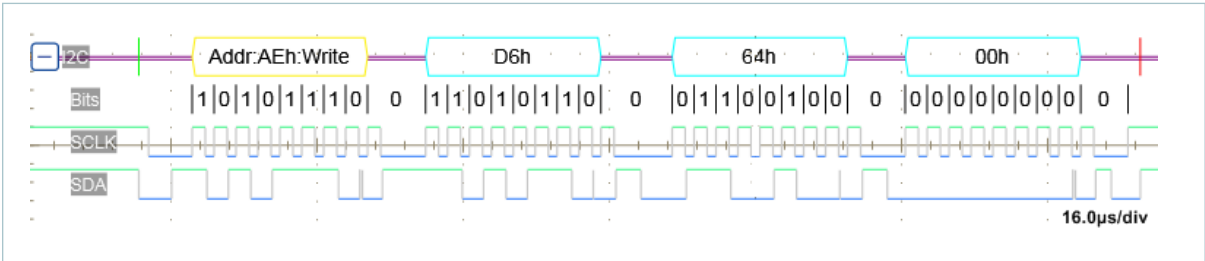 I2C Addr:AEh:Write D6h 64h 00h
Bits 1 0 1 0 1 1 1 0 0 1 1 0 1 0 1 1 0 0 0 1 1 0 0 1 0 0 0 0 0 0 0 0 0 0 0 0 0
SCLK
SDA
16.0µs/div